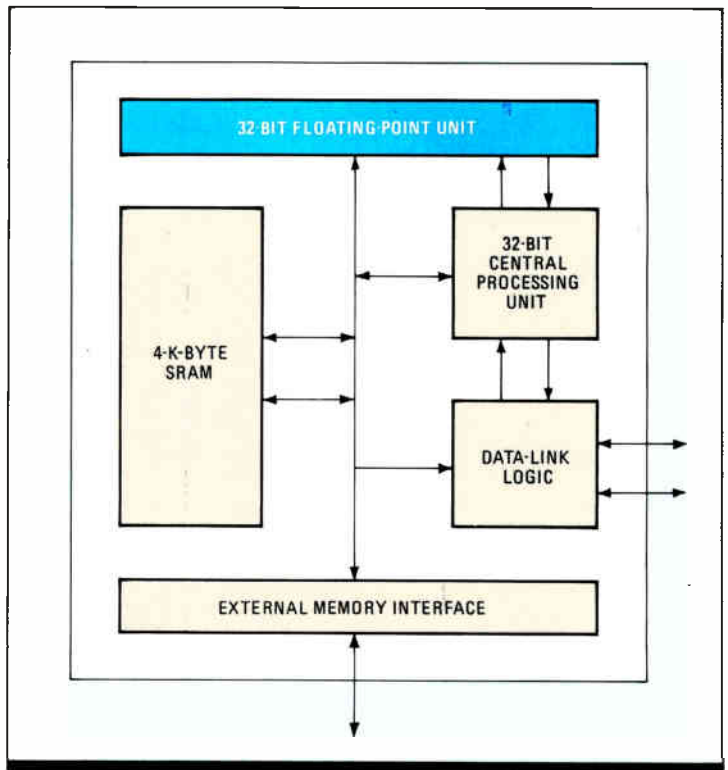 32-BIT FLOATING-POINT UNIT
32-BIT
CENTRAL
PROCESSING
UNIT
4-K-BYTE
SRAM
DATA-LINK
LOGIC
EXTERNAL MEMORY INTERFACE